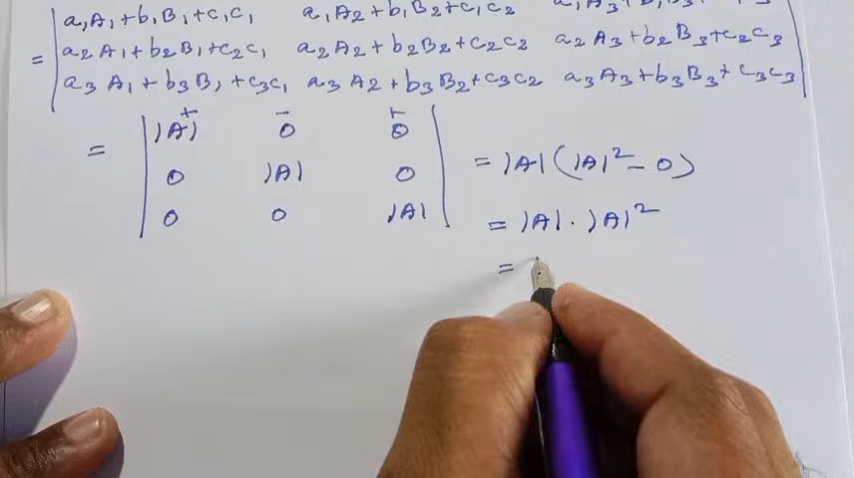 a₁A₁+b₁B₁+c₁c₁ a₁A₂+b₁B₂+c₁c₂
= a₂A₁+b₂B₁+c₂c₁ a₂A₂+b₂B₂+c₂c₂ a₂A₃+b₂B₃+c₂c₃
a₃A₁+b₃B₁+c₃c₁ a₃A₂+b₃B₂+c₃c₂ a₃A₃+b₃B₃+c₃c₃
+ − +
= |A| 0 0
0 |A| 0 = |A|(|A|²−0)
0 0 |A| = |A|·|A|²
=